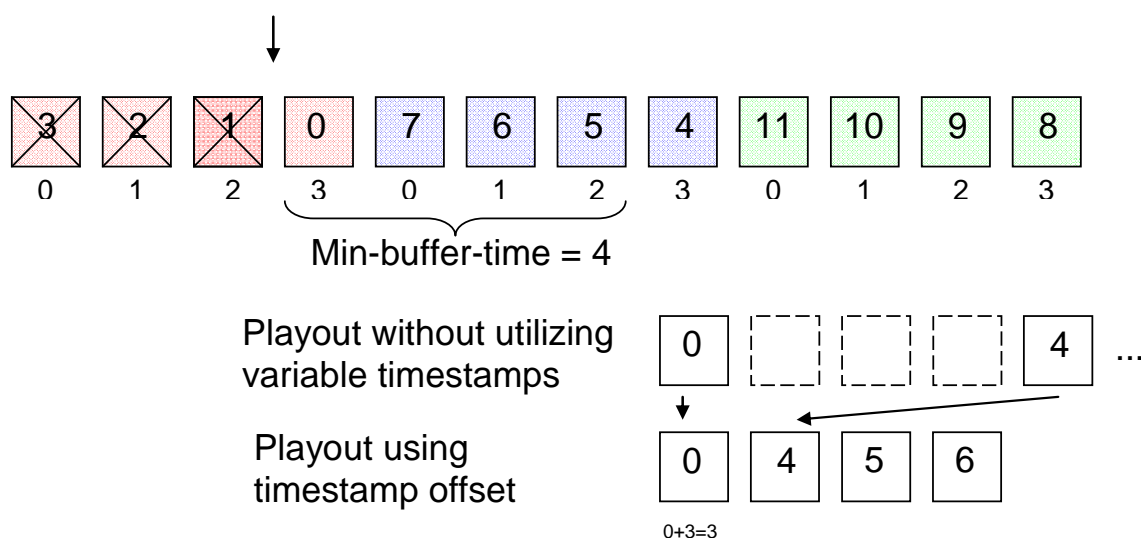 3 2 1 0 7 6 5 4 11 10 9 8
0 1 2 3 0 1 2 3 0 1 2 3
Min-buffer-time = 4
Playout without utilizing
variable timestamps
0 4 ...
Playout using
timestamp offset
0 4 5 6
0+3=3